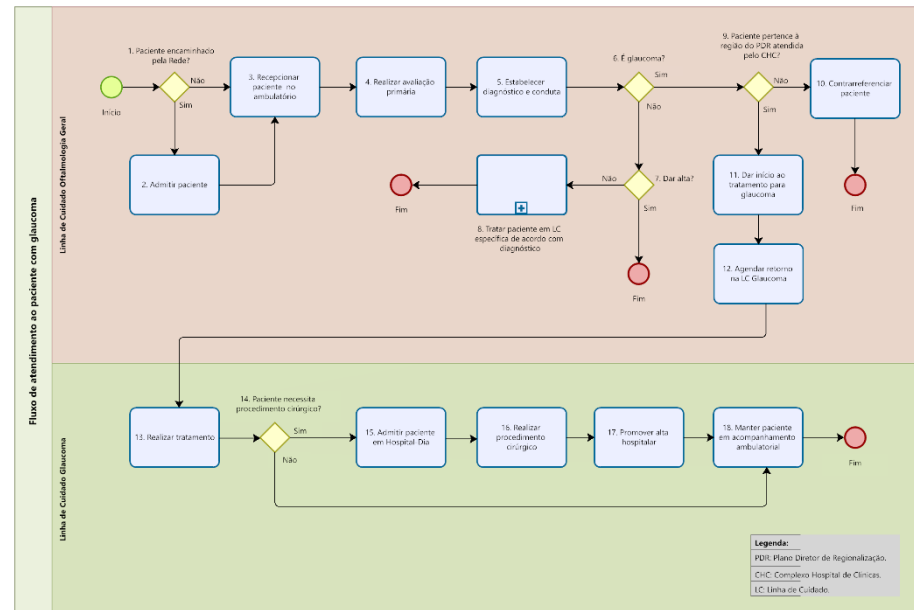 Fluxo de atendimento ao paciente com glaucoma
Linha de Cuidado Oftalmologia Geral
Início
1. Paciente encaminhado
pela Rede?
Não
Sim
2. Admitir paciente
3. Recepcionar
paciente no
ambulatório
4. Realizar avaliação
primária
5. Estabelecer
diagnóstico e conduta
6. É glaucoma?
Sim
Não
7. Dar alta?
Não
Sim
Fim
8. Tratar paciente em LC
específica de acordo com
diagnóstico
Fim
9. Paciente pertence à
região do PDR atendida
pelo CHC?
Não
Sim
10. Contrarreferenciar
paciente
Fim
11. Dar início ao
tratamento para
glaucoma
12. Agendar retorno
na LC Glaucoma
Linha de Cuidado Glaucoma
13. Realizar tratamento
14. Paciente necessita
procedimento cirúrgico?
Sim
Não
15. Admitir paciente
em Hospital-Dia
16. Realizar
procedimento
cirúrgico
17. Promover alta
hospitalar
18. Manter paciente
em acompanhamento
ambulatorial
Fim
Legenda:
PDR: Plano Diretor de Regionalização.
CHC: Complexo Hospital de Clínicas.
LC: Linha de Cuidado.